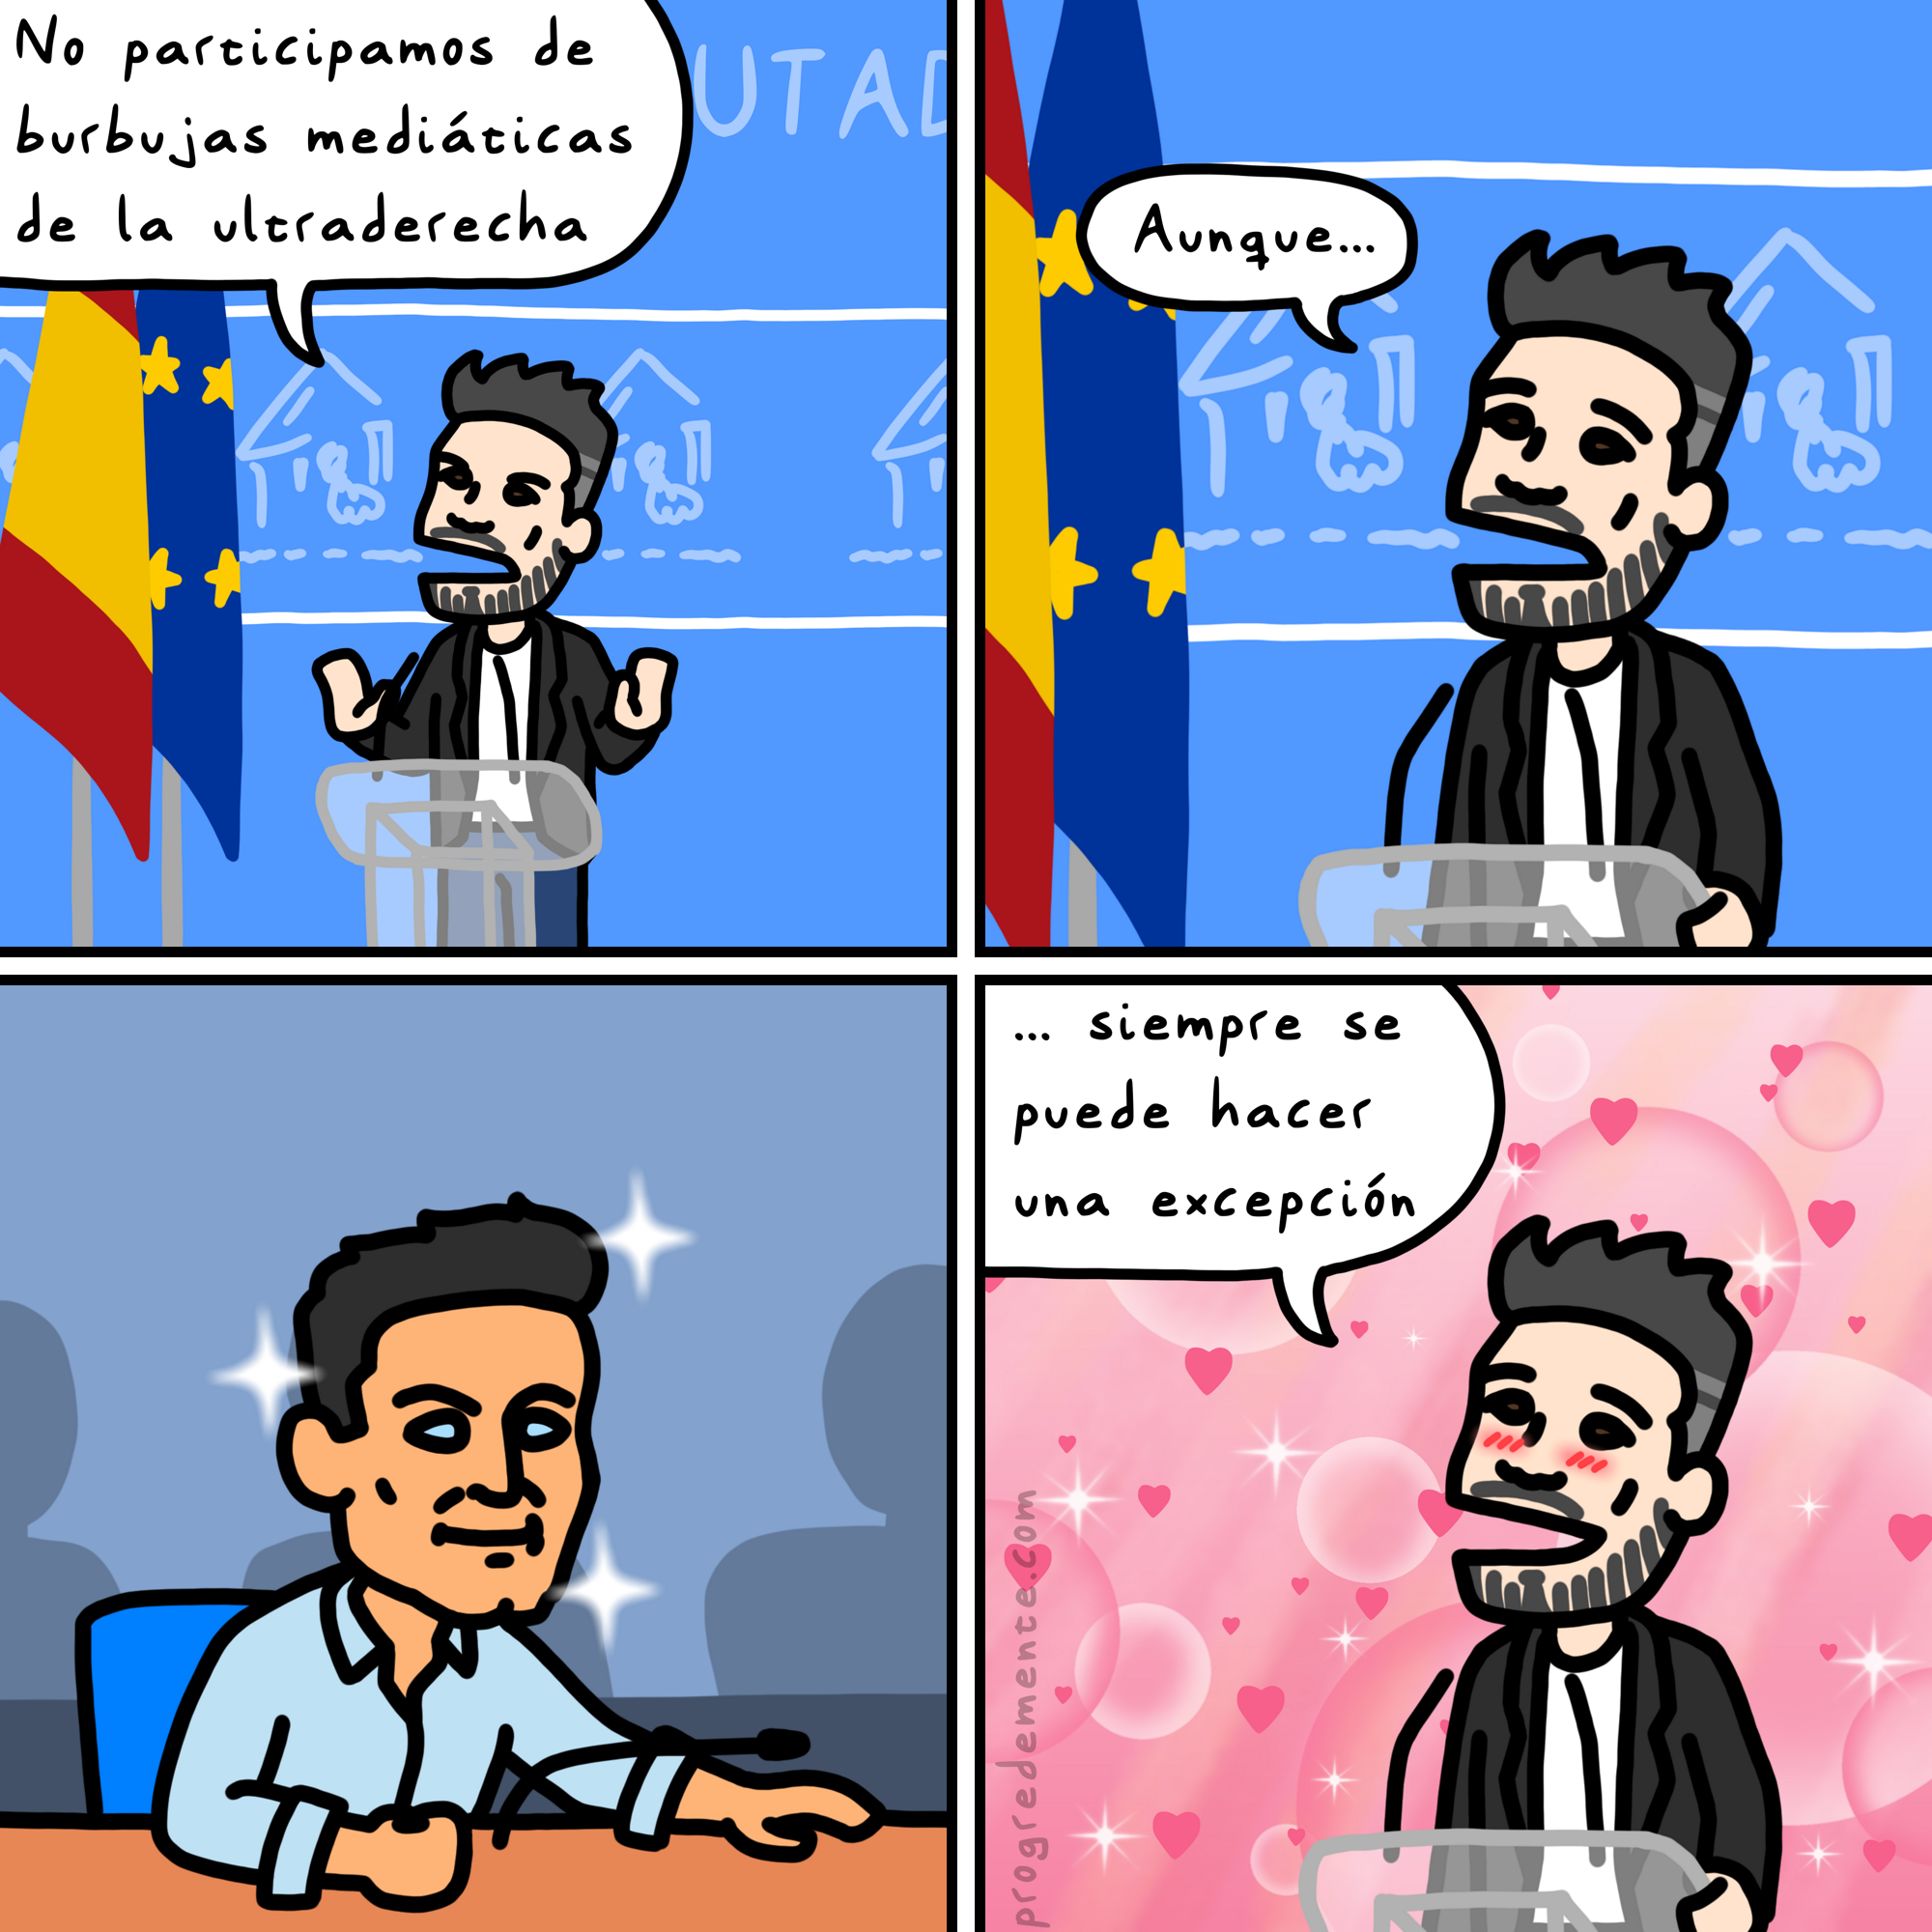 No participamos de
burbujas mediáticas
de la ultraderecha
UTAD
Aunque...
... siempre se
puede hacer
una excepción
progredemente.com